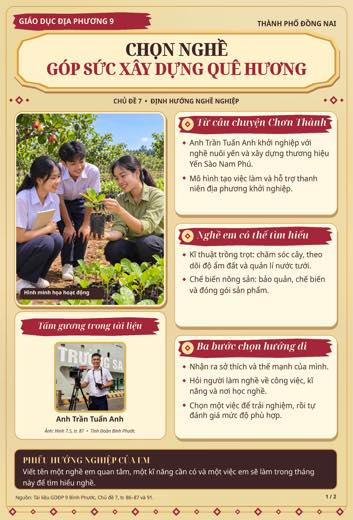 GIÁO DỤC ĐỊA PHƯƠNG 9
THÀNH PHỐ ĐỒNG NAI
CHỌN NGHỀ
GÓP SỨC XÂY DỰNG QUÊ HƯƠNG
CHỦ ĐỀ 7 • ĐỊNH HƯỚNG NGHỀ NGHIỆP
Hình minh họa hoạt động
Tấm gương trong tài liệu
TRƯỜNG SA
Anh Trần Tuấn Anh
Ảnh: Hình 7.5, tr. 87 • Tỉnh Đoàn Bình Phước.
Từ câu chuyện Chơn Thành
Anh Trần Tuấn Anh khởi nghiệp với
nghề nuôi yến và xây dựng thương hiệu
Yến Sào Nam Phú.
Mô hình tạo việc làm và hỗ trợ thanh
niên địa phương khởi nghiệp.
Nghề em có thể tìm hiểu
Kĩ thuật trồng trọt: chăm sóc cây, theo
dõi độ ẩm đất và quản lí nước tưới.
Chế biến nông sản: bảo quản, chế biến
và đóng gói sản phẩm.
Ba bước chọn hướng đi
Nhận ra sở thích và thế mạnh của mình.
Hỏi người làm nghề về công việc, kĩ
năng và nơi học nghề.
Chọn một việc để trải nghiệm, rồi tự
đánh giá mức độ phù hợp.
PHIẾU HƯỚNG NGHIỆP CỦA EM
Viết tên một nghề em quan tâm, một kĩ năng cần có và một việc em sẽ làm trong tháng
này để tìm hiểu nghề.
Nguồn: Tài liệu GDĐP 9 Bình Phước, Chủ đề 7, tr. 86–87 và 91.
1 / 2